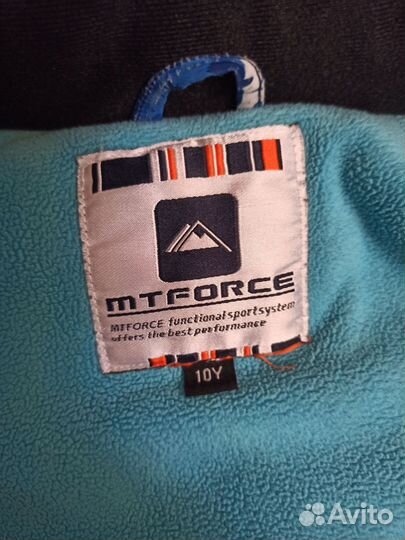 MTFORCE
MTFORCE functional sportsystem
offers the best performance
10Y
Avito